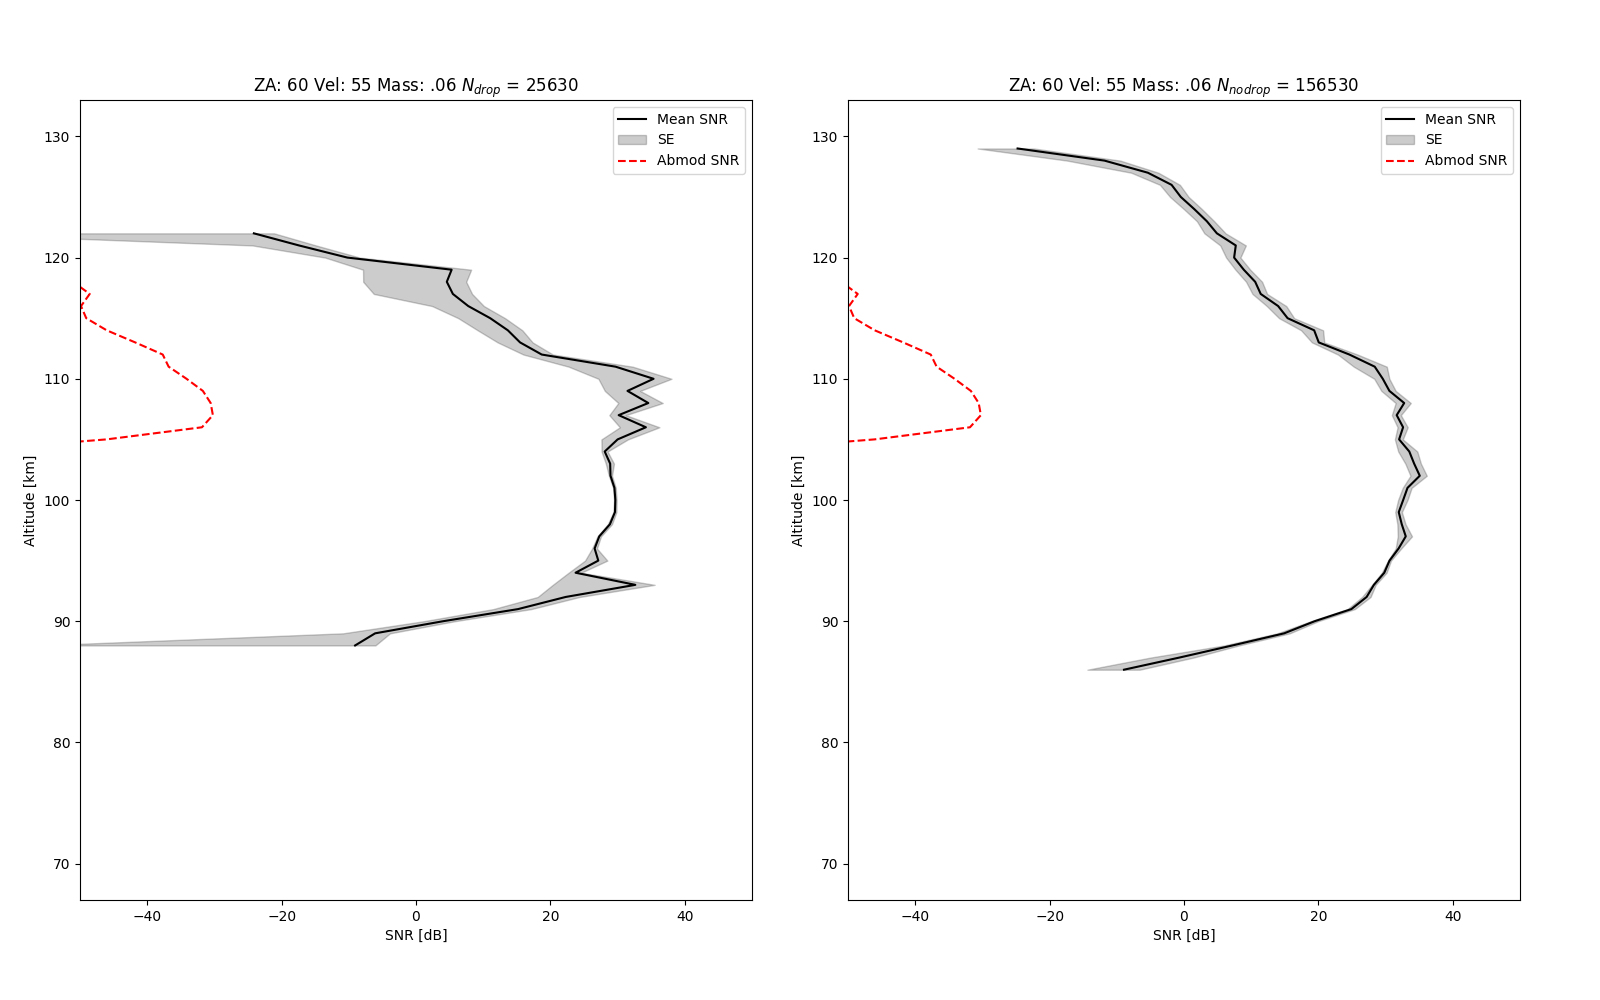 ZA: 60 Vel: 55 Mass: .06 N_drop = 25630
Mean SNR
SE
Abmod SNR
130
120
110
100
90
80
70
Altitude [km]
−40
−20
0
20
40
SNR [dB]
ZA: 60 Vel: 55 Mass: .06 N_nodrop = 156530
Mean SNR
SE
Abmod SNR
130
120
110
100
90
80
70
Altitude [km]
−40
−20
0
20
40
SNR [dB]